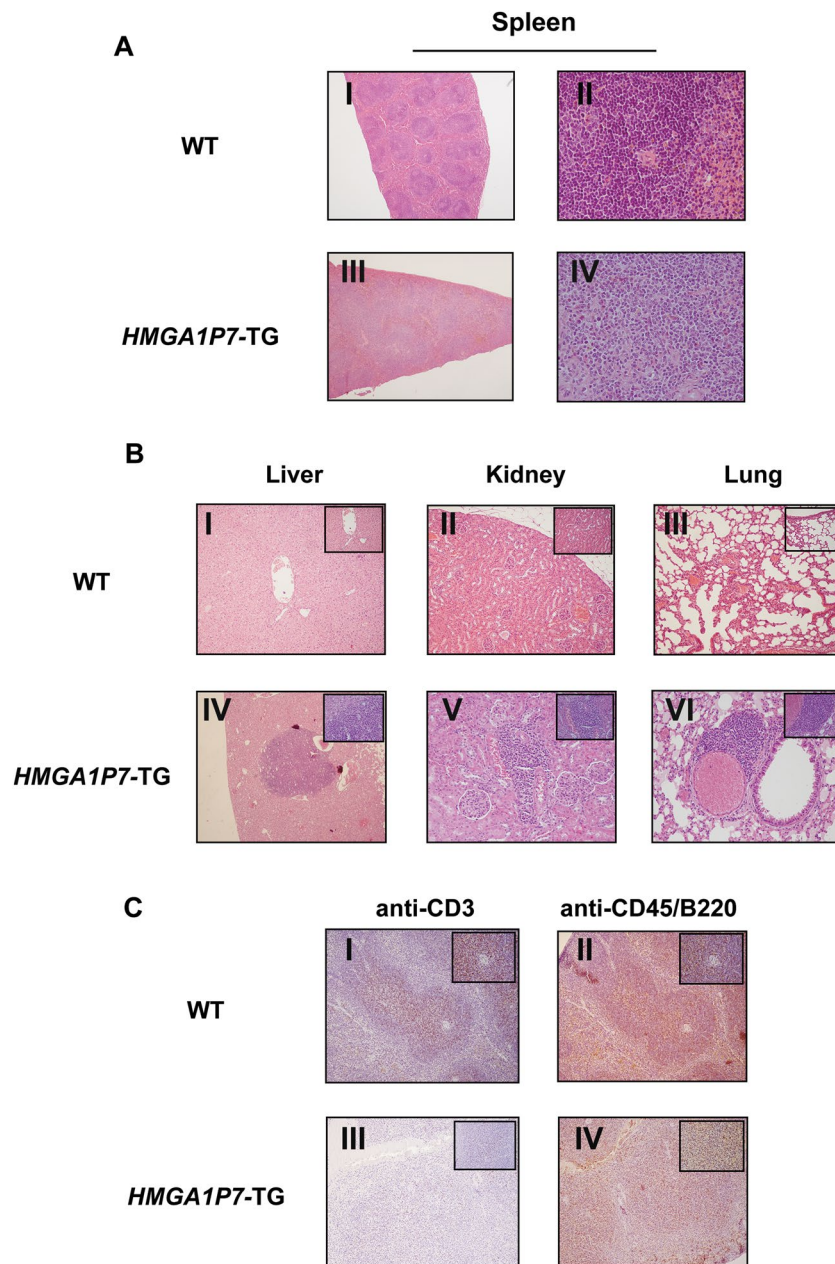 A
Spleen
WT
I
II
HMGA1P7-TG
III
IV
B
Liver
Kidney
Lung
WT
I
II
III
HMGA1P7-TG
IV
V
VI
C
anti-CD3
anti-CD45/B220
WT
I
II
HMGA1P7-TG
III
IV